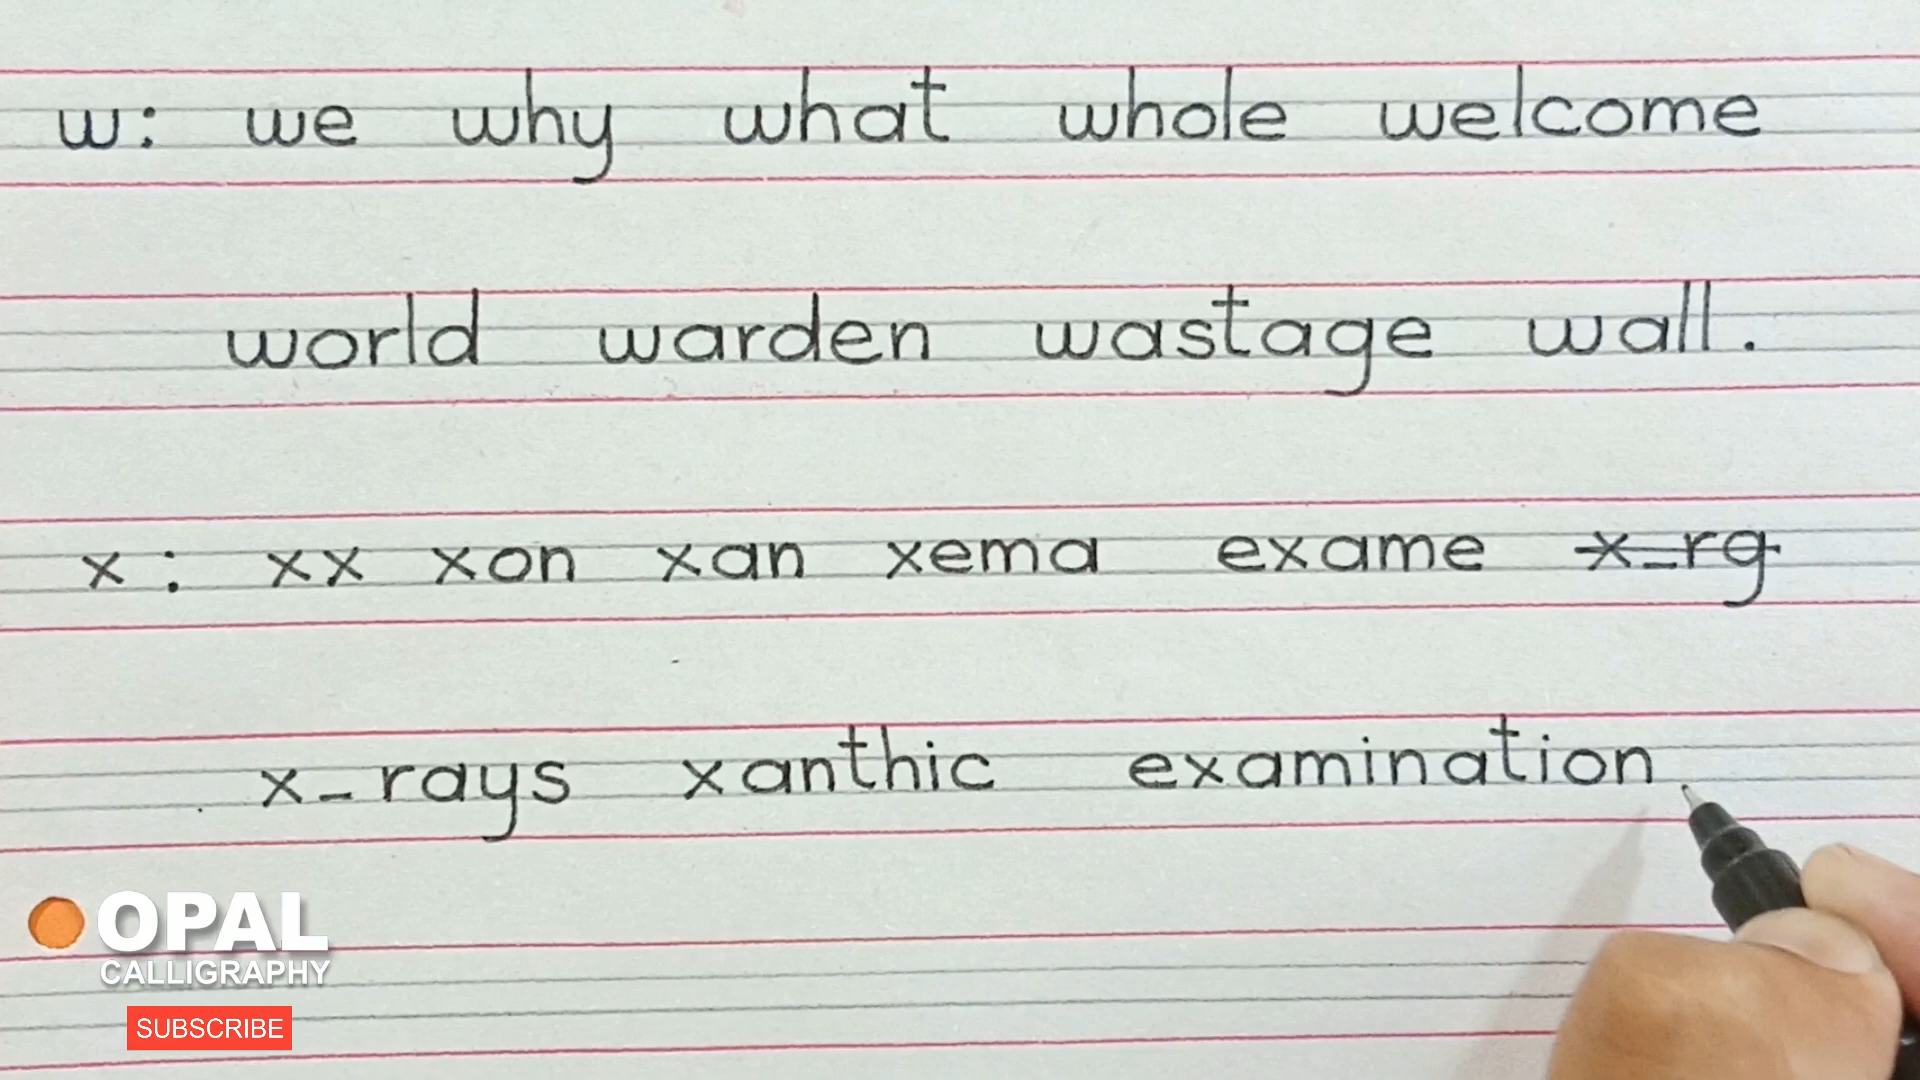 w: we why what whole welcome
world warden wastage wall.
x: xx xon xan xema exame x-rg
x-rays xanthic examination
OPAL
CALLIGRAPHY
SUBSCRIBE